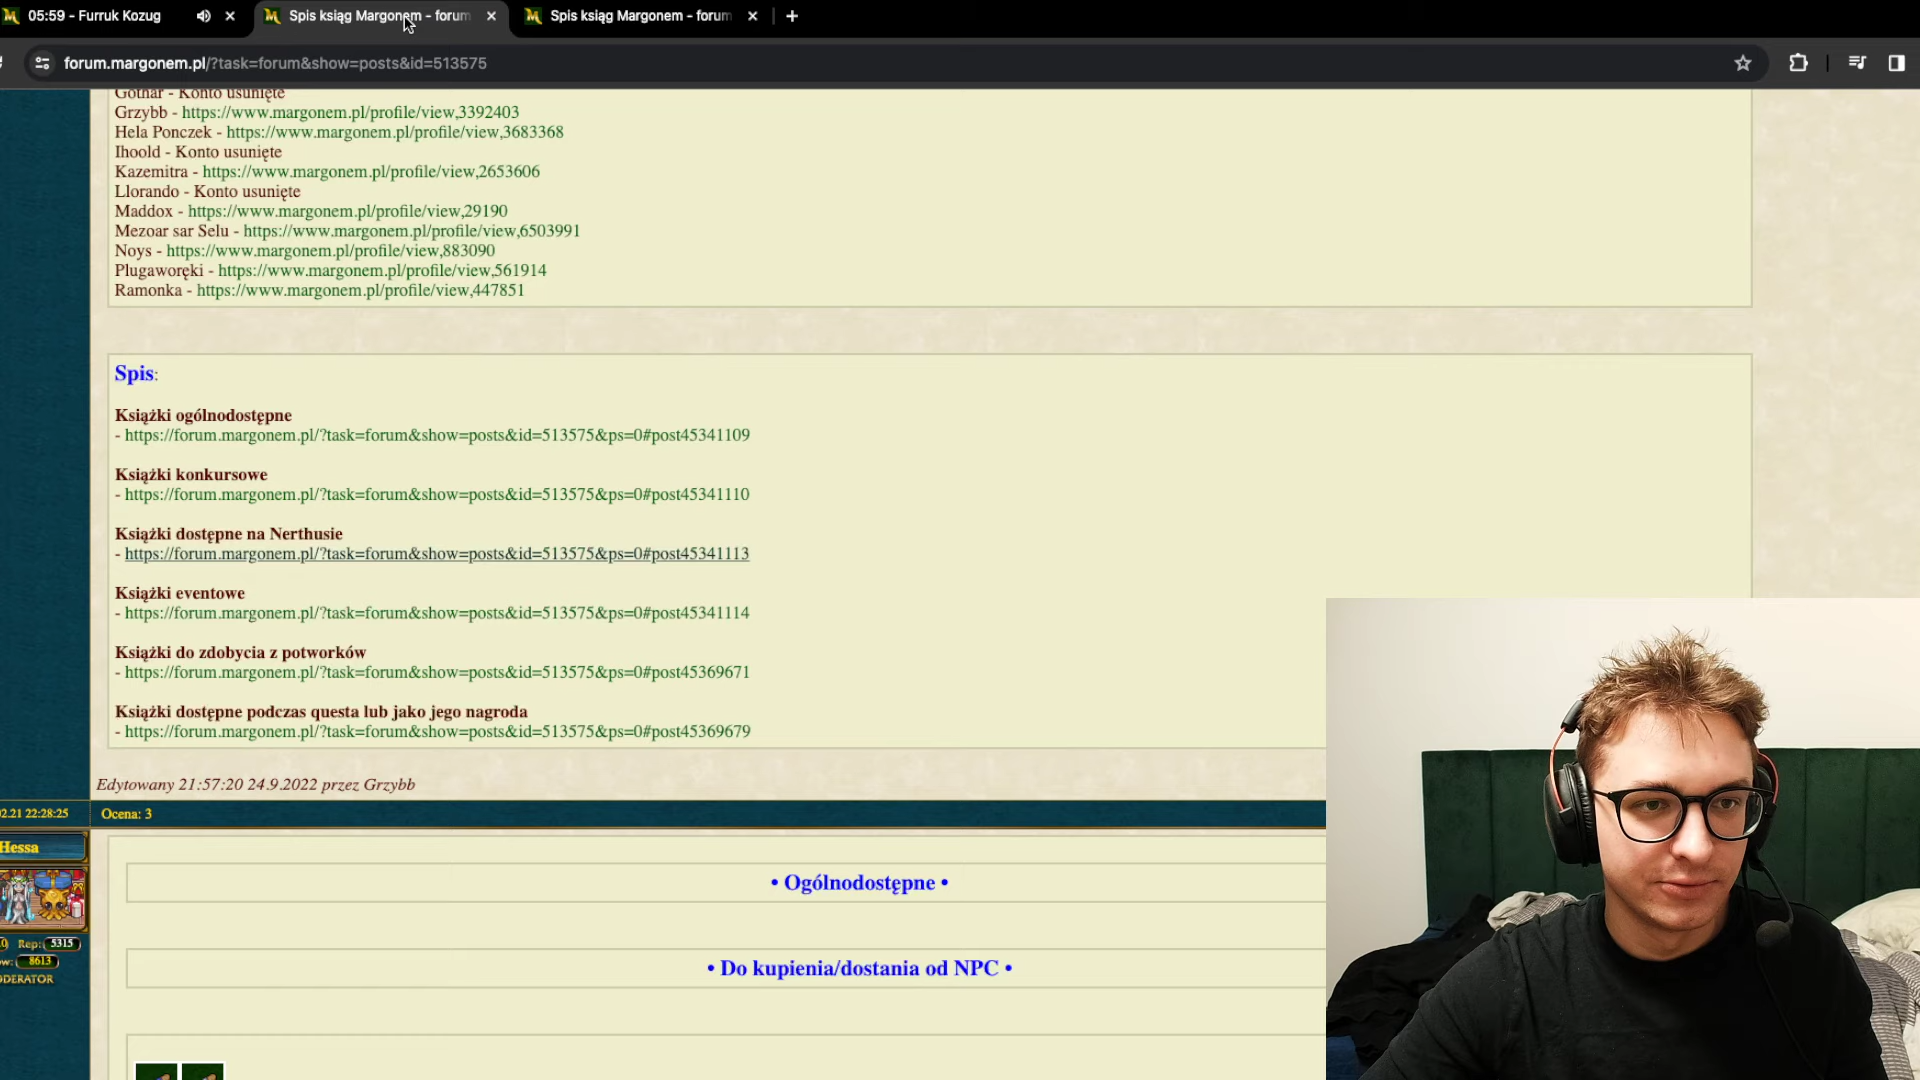 05:59 - Furruk Kozug
Spis ksiąg Margonem - forum
Spis ksiąg Margonem - forum
forum.margonem.pl/?task=forum&show=posts&id=513575
Gothar - Konto usunięte
Grzybb - https://www.margonem.pl/profile/view,3392403
Hela Ponczek - https://www.margonem.pl/profile/view,3683368
Ihoold - Konto usunięte
Kazemitra - https://www.margonem.pl/profile/view,2653606
Llorando - Konto usunięte
Maddox - https://www.margonem.pl/profile/view,29190
Mezoar sar Selu - https://www.margonem.pl/profile/view,6503991
Noys - https://www.margonem.pl/profile/view,883090
Plugaworęki - https://www.margonem.pl/profile/view,561914
Ramonka - https://www.margonem.pl/profile/view,447851
Spis:
Książki ogólnodostępne
- https://forum.margonem.pl/?task=forum&show=posts&id=513575&ps=0#post45341109
Książki konkursowe
- https://forum.margonem.pl/?task=forum&show=posts&id=513575&ps=0#post45341110
Książki dostępne na Nerthusie
- https://forum.margonem.pl/?task=forum&show=posts&id=513575&ps=0#post45341113
Książki eventowe
- https://forum.margonem.pl/?task=forum&show=posts&id=513575&ps=0#post45341114
Książki do zdobycia z potworków
- https://forum.margonem.pl/?task=forum&show=posts&id=513575&ps=0#post45369671
Książki dostępne podczas questa lub jako jego nagroda
- https://forum.margonem.pl/?task=forum&show=posts&id=513575&ps=0#post45369679
Edytowany 21:57:20 24.9.2022 przez Grzybb
02.21 22:28:25 Ocena: 3
Hessa
• Ogólnodostępne •
Rep: 5315
8613
• Do kupienia/dostania od NPC •